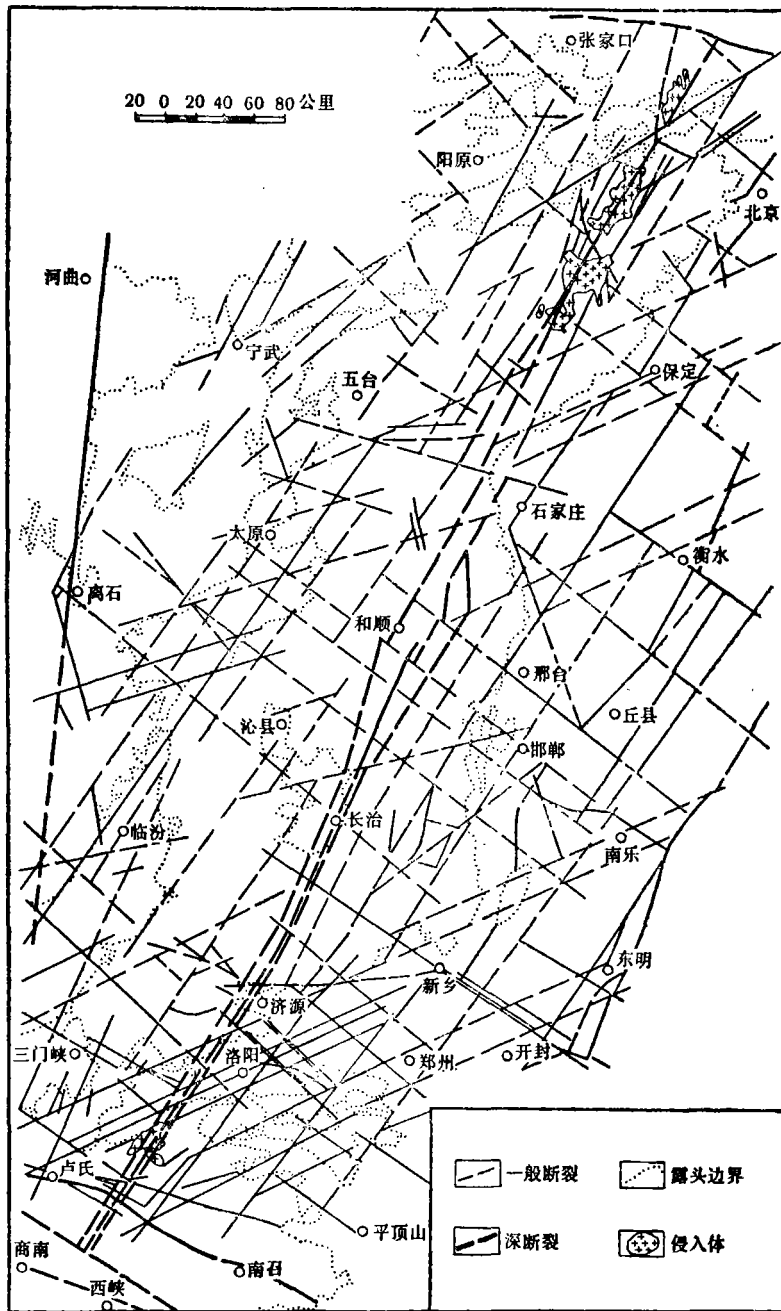 张家口
20 0 20 40 60 80 公里
阳原
北京
河曲
宁武
五台
保定
石家庄
太原
衡水
离石
和顺
邢台
沁县
丘县
邯郸
长治
临汾
南乐
新乡
东明
济源
三门峡
洛阳
郑州
开封
卢氏
平顶山
商南
南召
西峡
一般断裂
露头边界
深断裂
侵入体